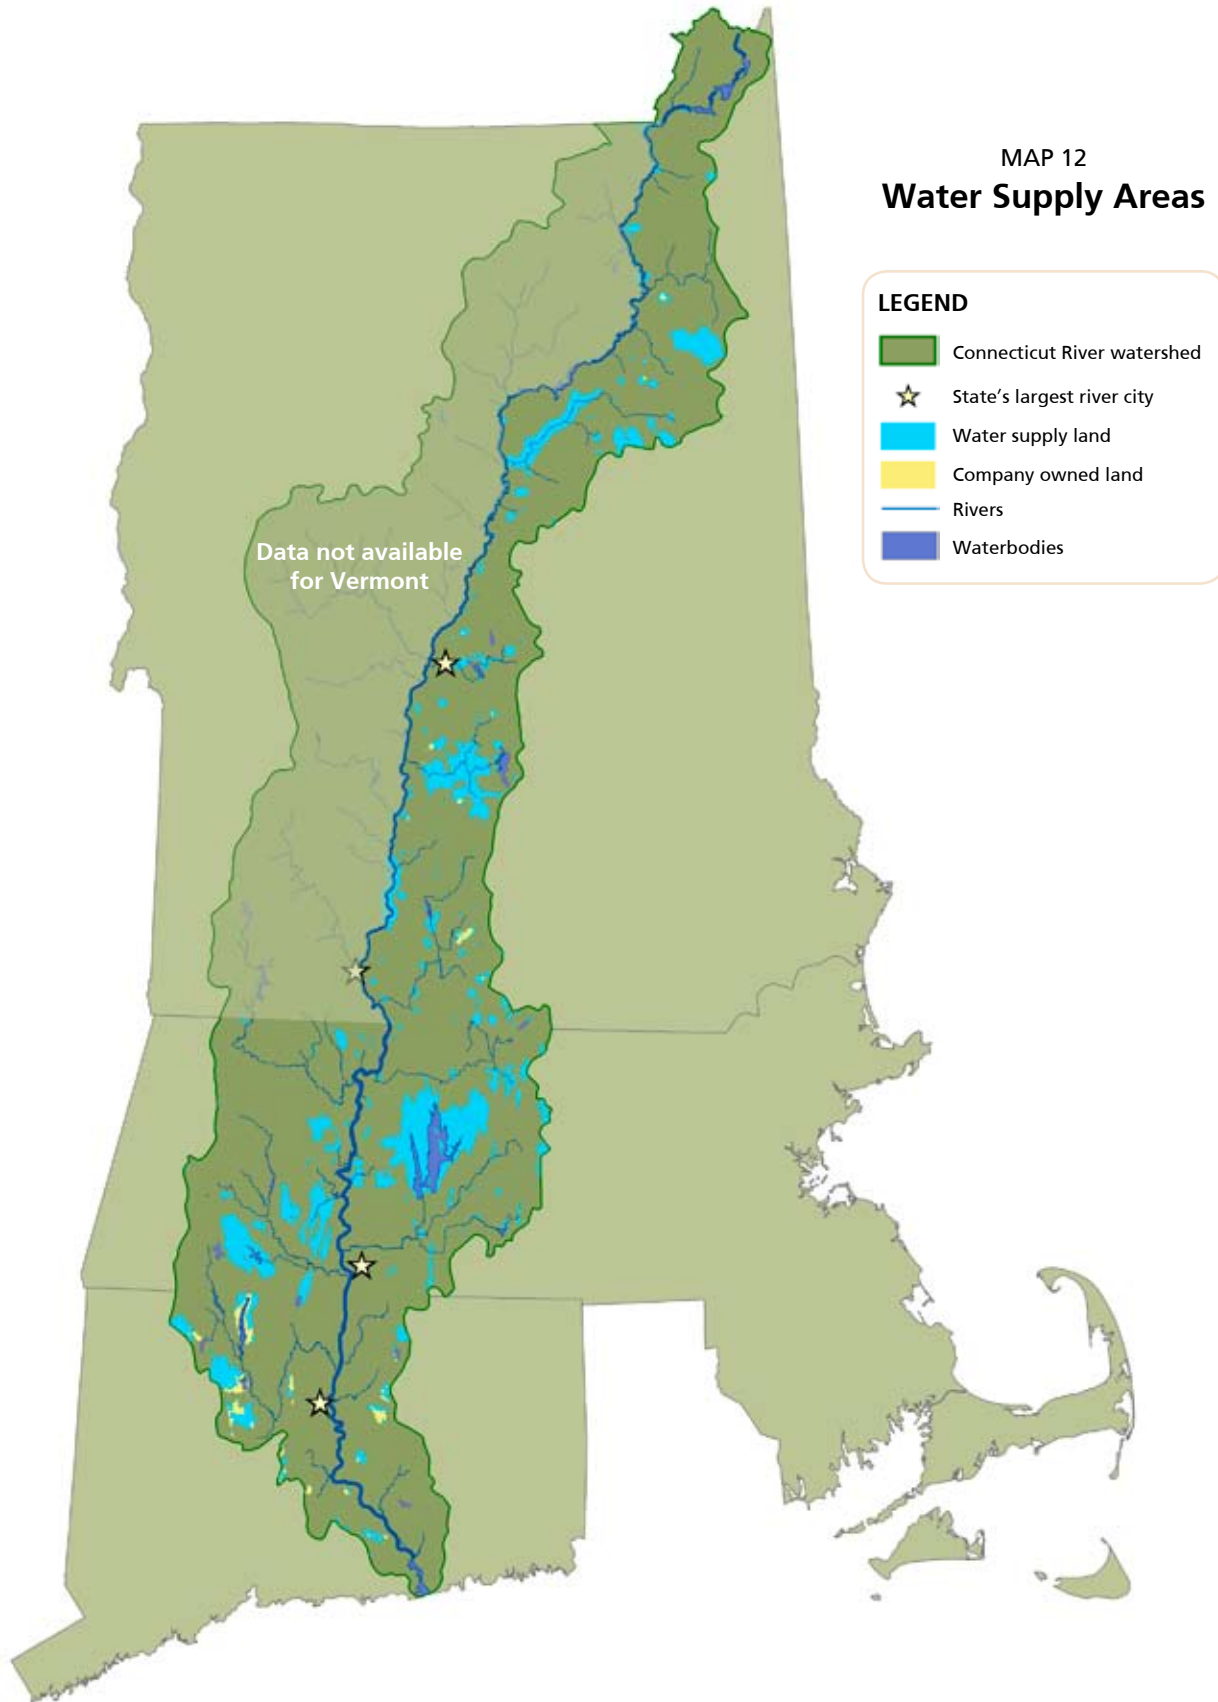 MAP 12
Water Supply Areas
LEGEND
Connecticut River watershed
State’s largest river city
Water supply land
Company owned land
Rivers
Waterbodies
Data not available
for Vermont